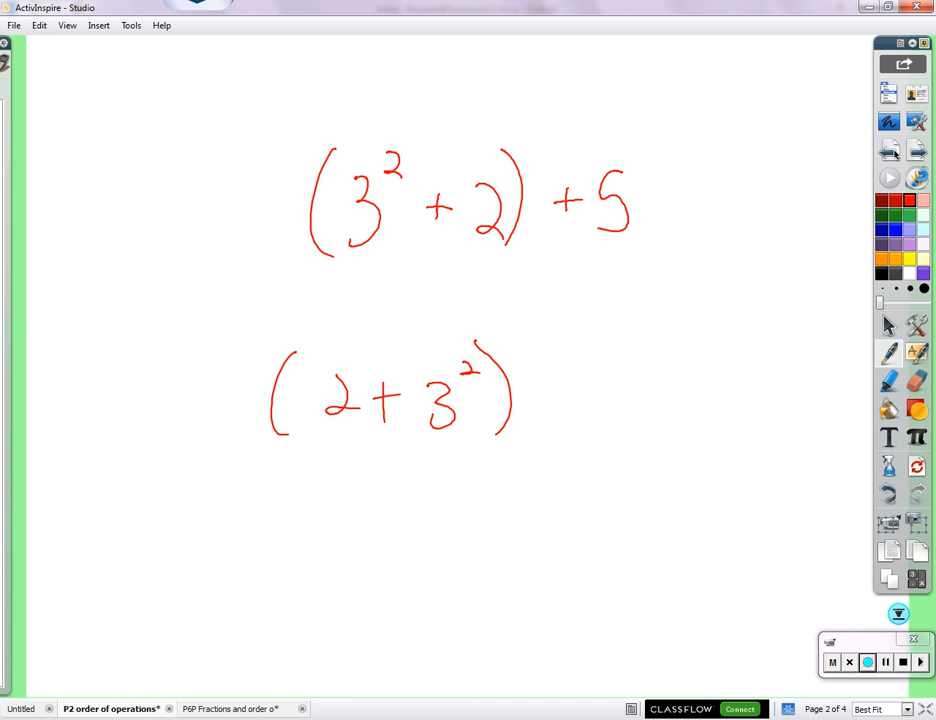 ActivInspire - Studio
File Edit View Insert Tools Help
(3² + 2) + 5
(2 + 3²)
M
Untitled P2 order of operations* P6P Fractions and order o* CLASSFLOW Connect Page 2 of 4 Best Fit